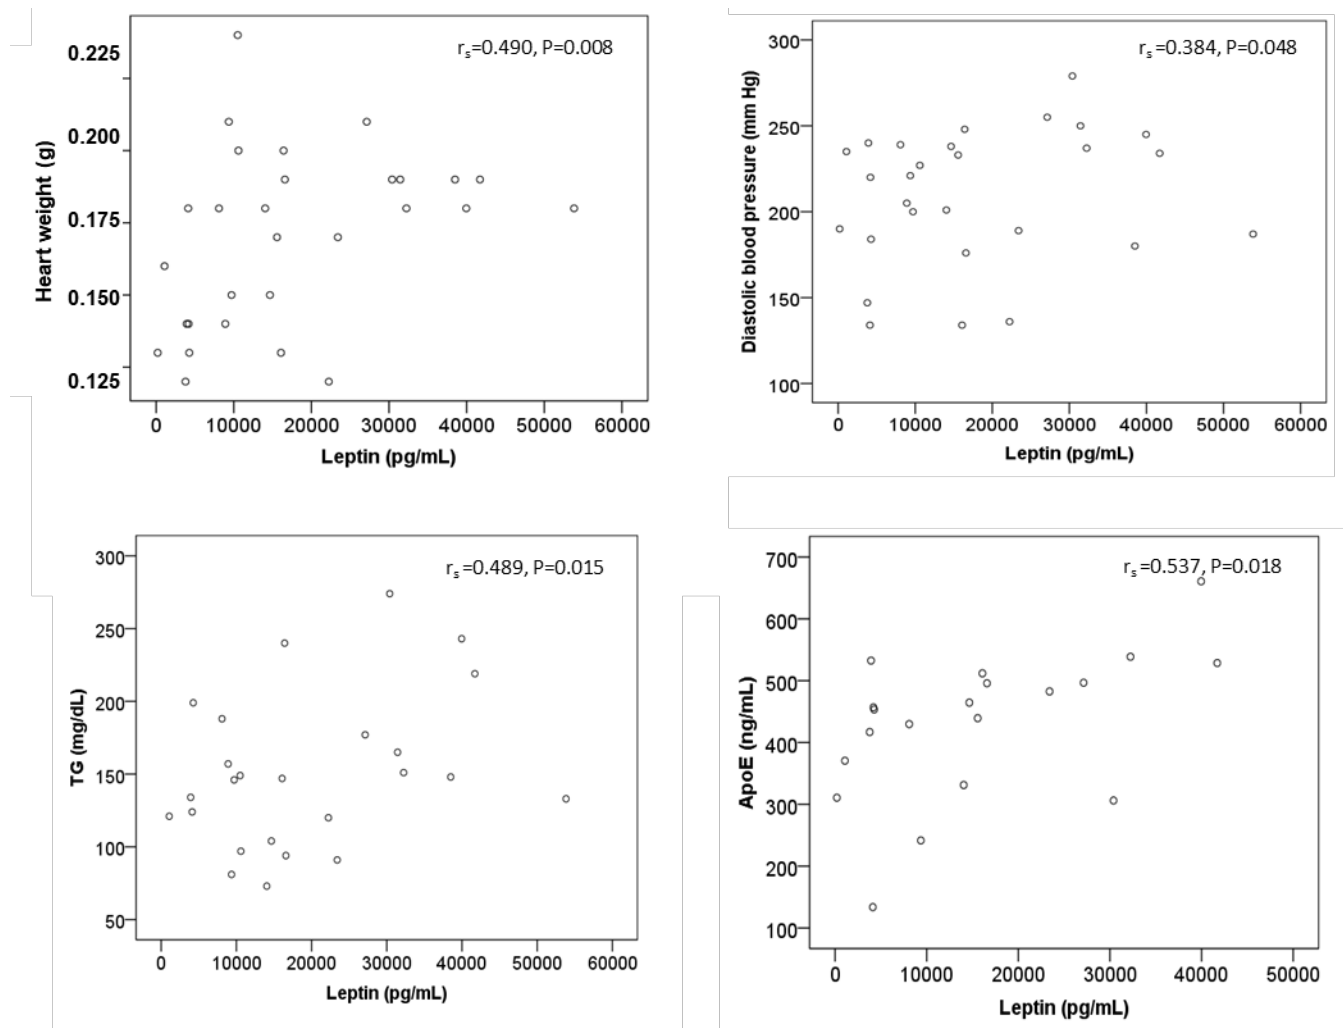 rs=0.490, P=0.008
0.225
0.200
0.175
0.150
0.125
Heart weight (g)
0 10000 20000 30000 40000 50000 60000
Leptin (pg/mL)
rs=0.384, P=0.048
300
250
200
150
100
Diastolic blood pressure (mm Hg)
0 10000 20000 30000 40000 50000 60000
Leptin (pg/mL)
rs=0.489, P=0.015
300
250
200
150
100
50
TG (mg/dL)
0 10000 20000 30000 40000 50000 60000
Leptin (pg/mL)
rs=0.537, P=0.018
700
600
500
400
300
200
100
ApoE (ng/mL)
0 10000 20000 30000 40000 50000
Leptin (pg/mL)